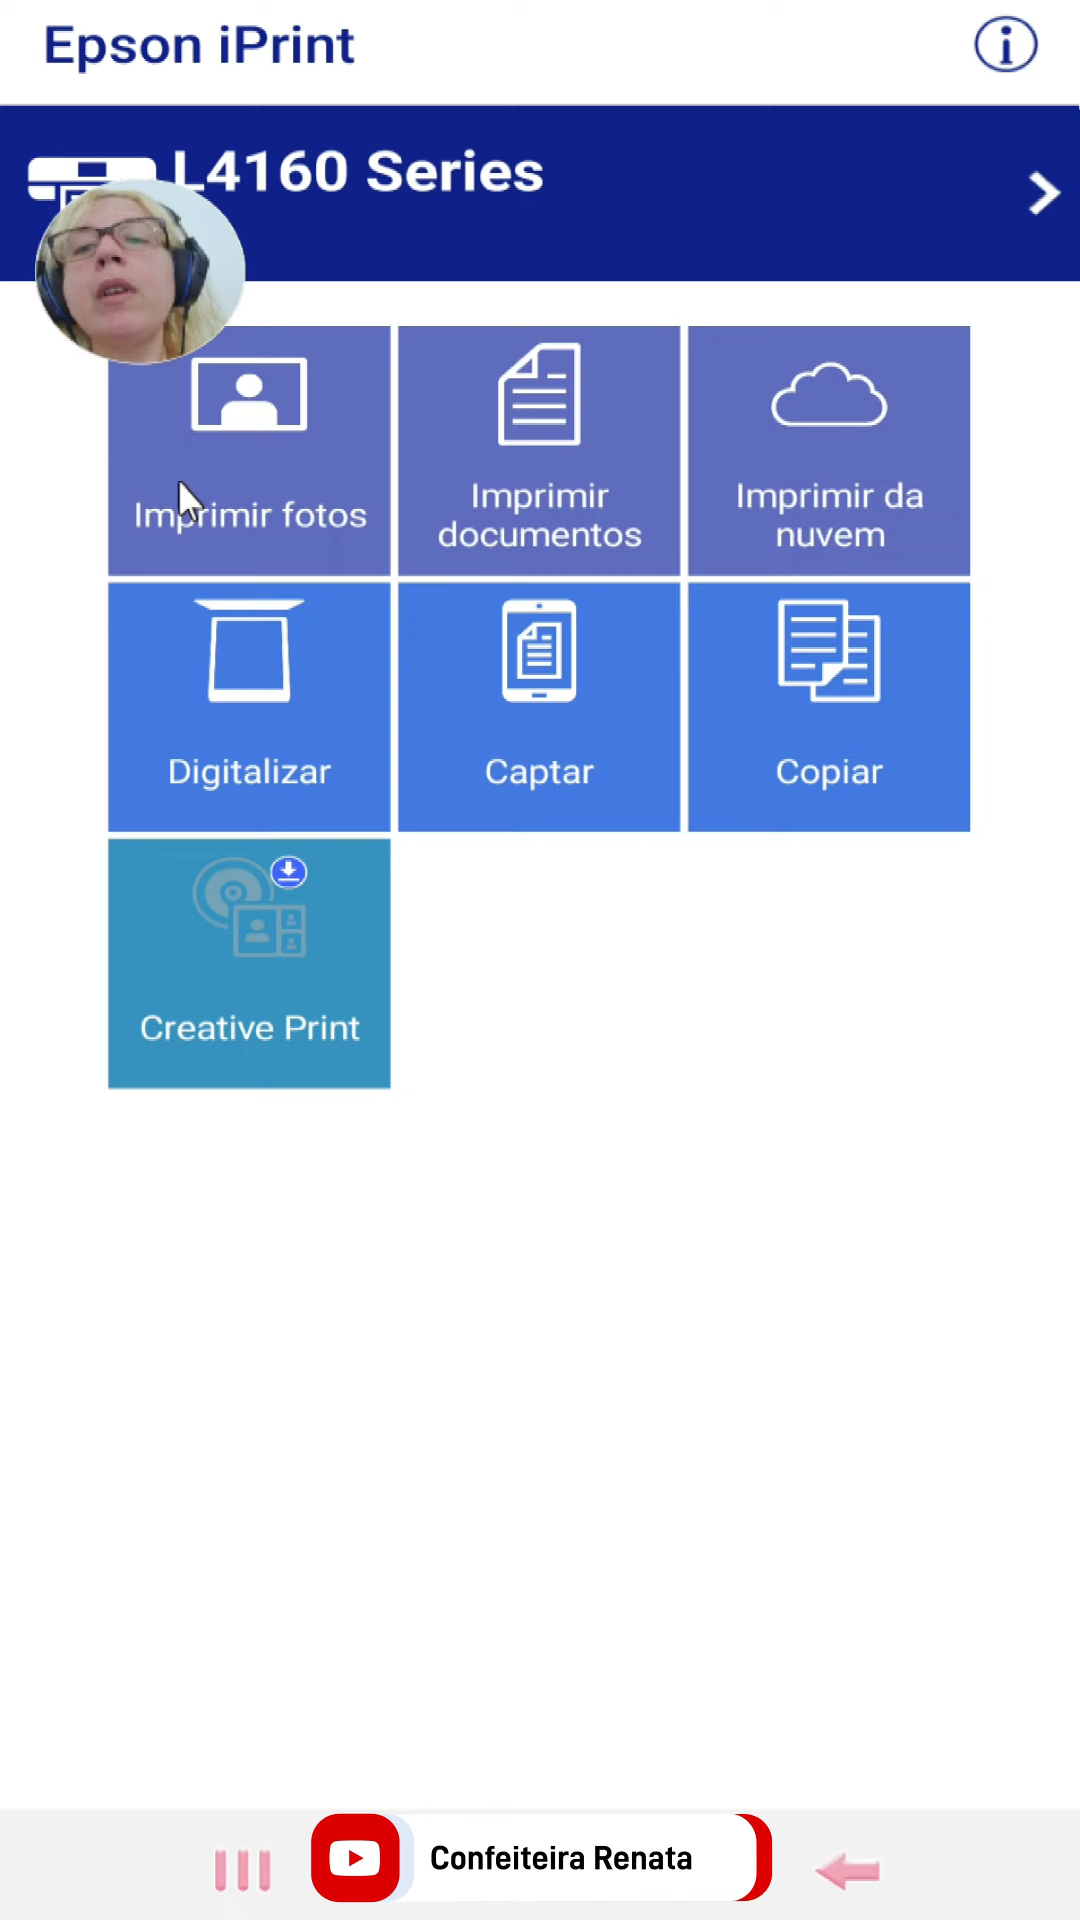 Epson iPrint
L4160 Series
Imprimir fotos
Imprimir
documentos
Imprimir da
nuvem
Digitalizar
Captar
Copiar
Creative Print
Confeiteira Renata